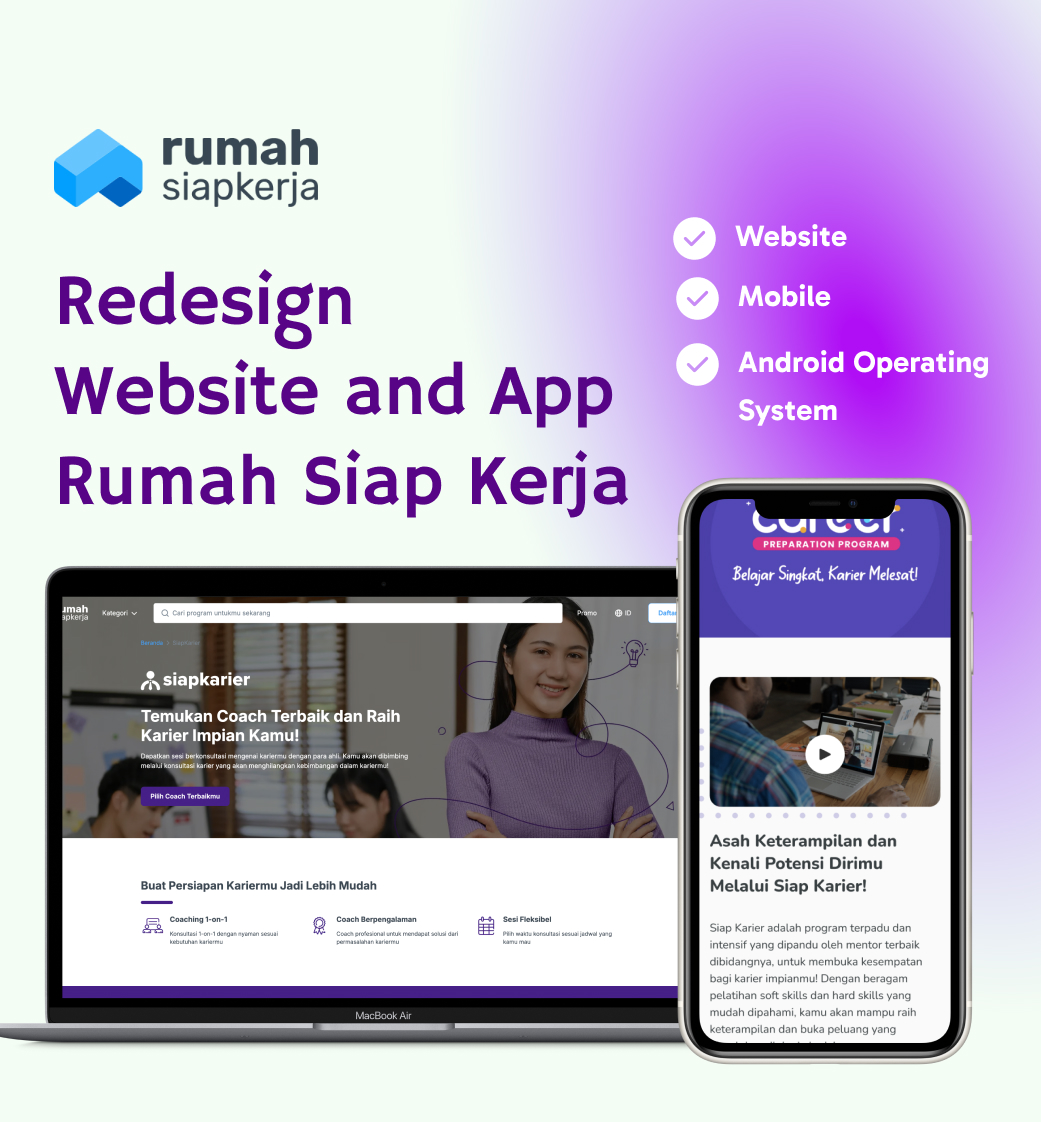 rumah
siapkerja
Redesign
Website and App
Rumah Siap Kerja
Website
Mobile
Android Operating
System
umah
apkerja
Kategori
Cari program untukmu sekarang
Promo
ID
Daftar
Beranda > Siapkarier
siapkarier
Temukan Coach Terbaik dan Raih
Karier Impian Kamu!
Dapatkan sesi berkonsultasi mengenai kariermu dengan para ahli. Kamu akan dibimbing
melalui konsultasi karier yang akan menghilangkan kebimbangan dalam kariermu!
Pilih Coach Terbaikmu
Buat Persiapan Kariermu Jadi Lebih Mudah
Coaching 1-on-1
Konsultasi 1-on-1 dengan nyaman sesuai
kebutuhan kariermu
Coach Berpengalaman
Coach profesional untuk mendapat solusi dari
permasalahan kariermu
Sesi Fleksibel
Pilih waktu konsultasi sesuai jadwal yang
kamu mau
MacBook Air
career
PREPARATION PROGRAM
Belajar Singkat, Karier Melesat!
Asah Keterampilan dan
Kenali Potensi Dirimu
Melalui Siap Karier!
Siap Karier adalah program terpadu dan
intensif yang dipandu oleh mentor terbaik
dibidangnya, untuk membuka kesempatan
bagi karier impianmu! Dengan beragam
pelatihan soft skills dan hard skills yang
mudah dipahami, kamu akan mampu raih
keterampilan dan buka peluang yang